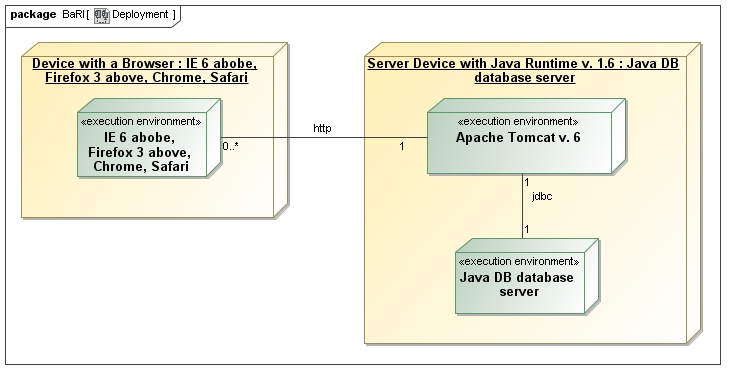 package BaRI[ Deployment ]
Device with a Browser : IE 6 abobe,
Firefox 3 above, Chrome, Safari
«execution environment»
IE 6 abobe,
Firefox 3 above,
Chrome, Safari
0..*
http
1
Server Device with Java Runtime v. 1.6 : Java DB
database server
«execution environment»
Apache Tomcat v. 6
1
jdbc
1
«execution environment»
Java DB database
server